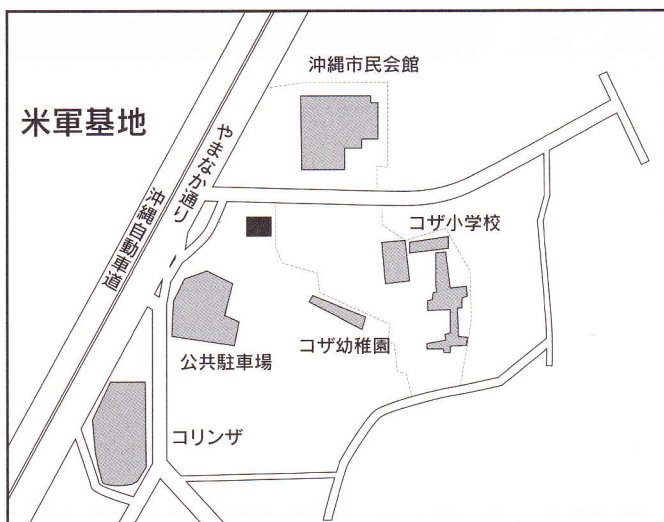 沖縄市民会館
米軍基地
やまなか通り
沖縄自動車道
コザ小学校
公共駐車場
コザ幼稚園
コリンザ